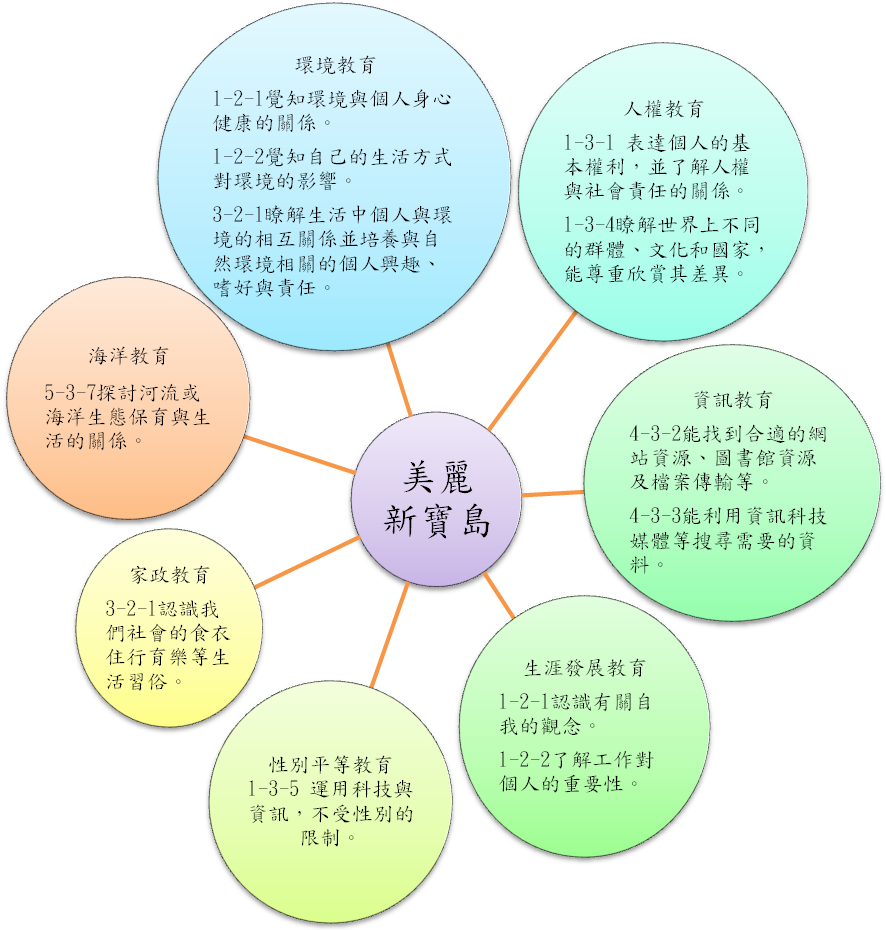 環境教育
1-2-1覺知環境與個人身心
健康的關係。
1-2-2覺知自己的生活方式
對環境的影響。
3-2-1瞭解生活中個人與環
境的相互關係並培養與自
然環境相關的個人興趣、
嗜好與責任。
人權教育
1-3-1 表達個人的基
本權利，並了解人權
與社會責任的關係。
1-3-4瞭解世界上不同
的群體、文化和國家，
能尊重欣賞其差異。
海洋教育
5-3-7探討河流或
海洋生態保育與生
活的關係。
美麗
新寶島
資訊教育
4-3-2能找到合適的網
站資源、圖書館資源
及檔案傳輸等。
4-3-3能利用資訊科技
媒體等搜尋需要的資
料。
家政教育
3-2-1認識我
們社會的食衣
住行育樂等生
活習俗。
生涯發展教育
1-2-1認識有關自
我的觀念。
1-2-2了解工作對
個人的重要性。
性別平等教育
1-3-5 運用科技與
資訊，不受性別的
限制。